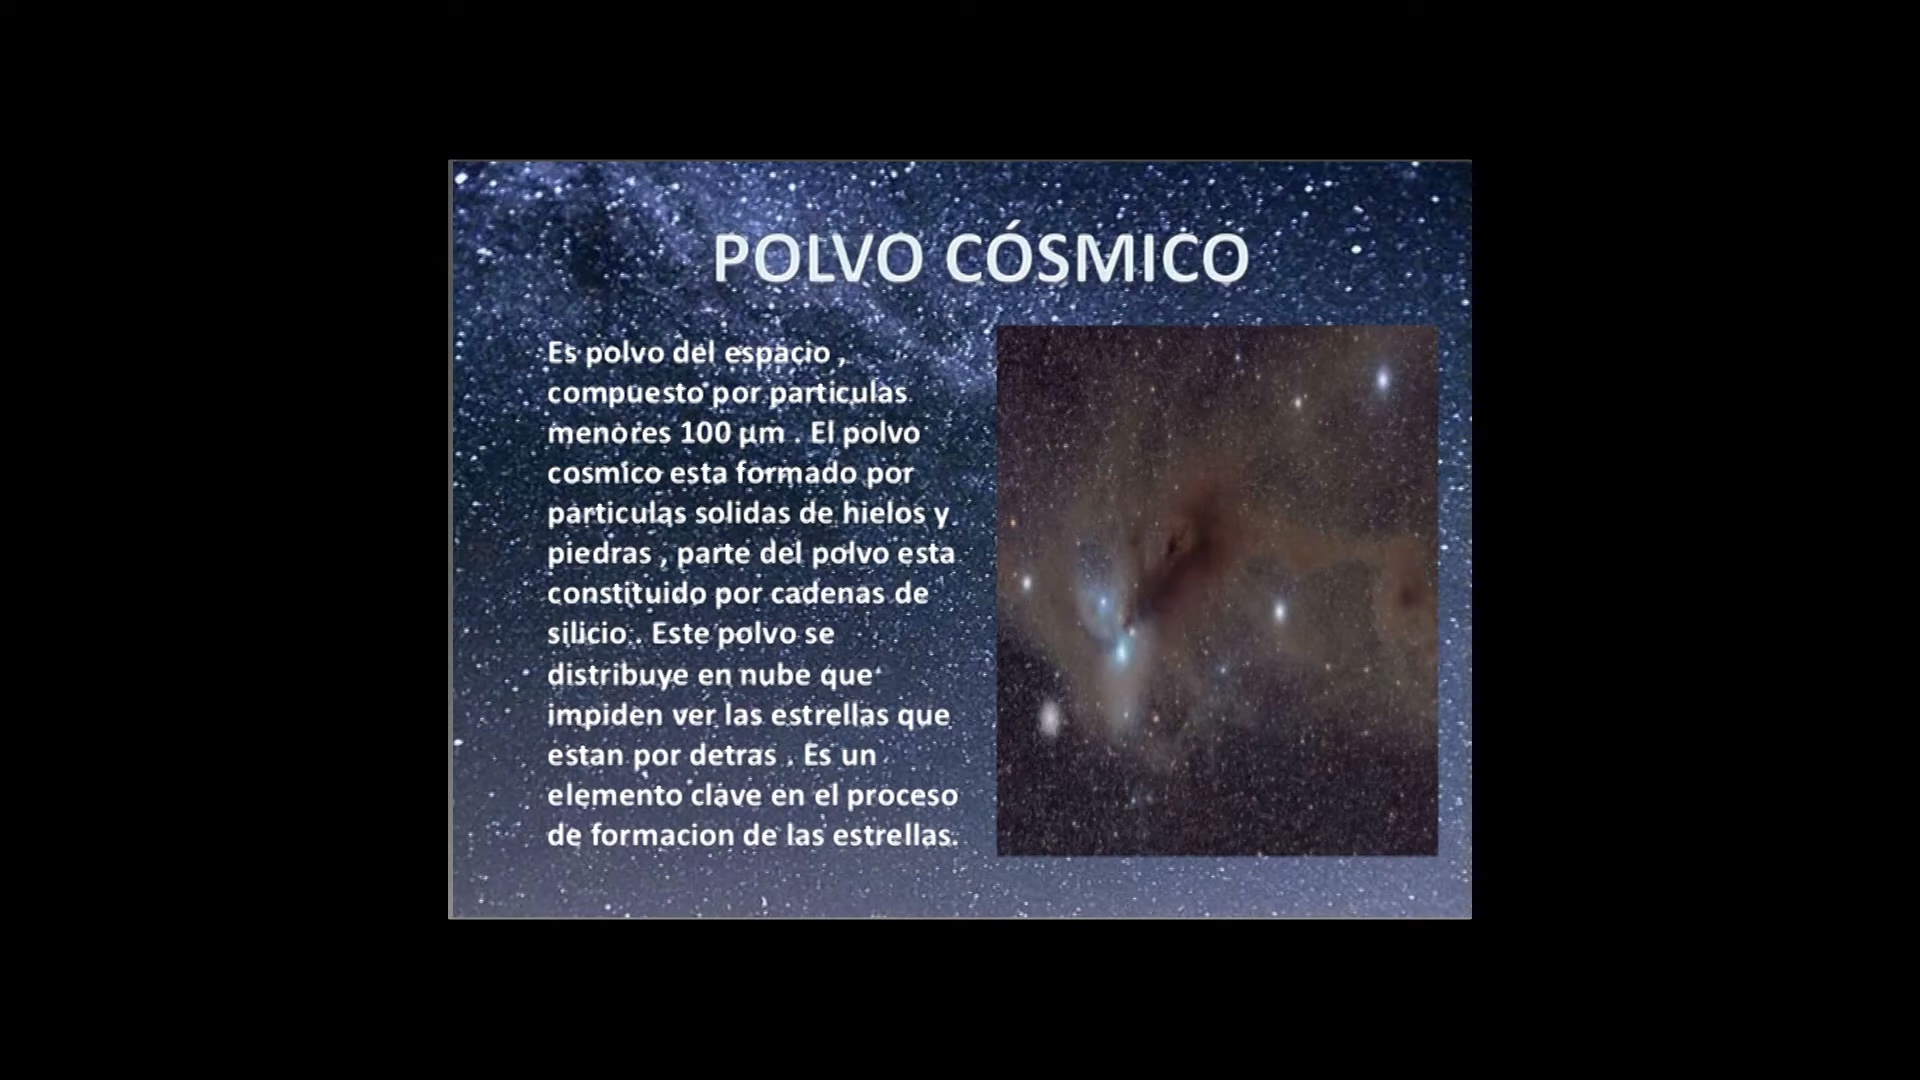 POLVO CÓSMICO
Es polvo del espacio ,
compuesto por particulas
menores 100 µm . El polvo
cosmico esta formado por
particulas solidas de hielos y
piedras , parte del polvo esta
constituido por cadenas de
silicio . Este polvo se
distribuye en nube que
impiden ver las estrellas que
estan por detras . Es un
elemento clave en el proceso
de formacion de las estrellas.